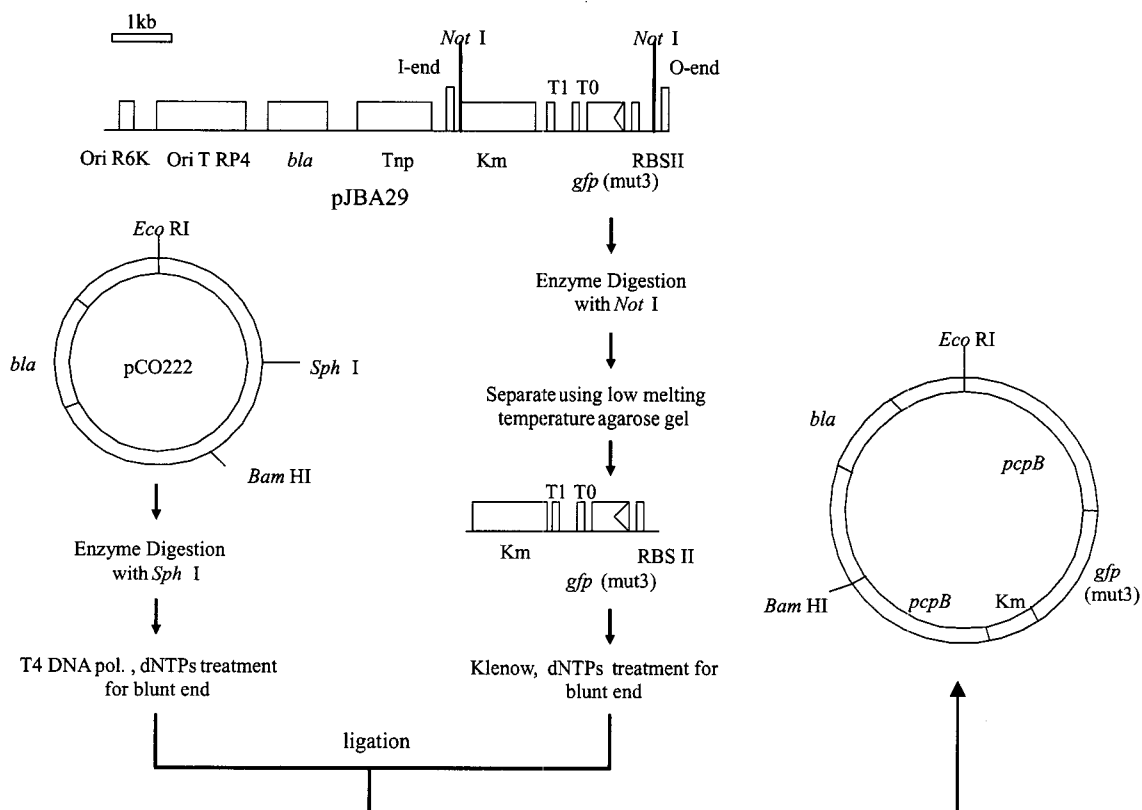 1kb
Not I
Not I
I-end
O-end
T1 T0
Ori R6K
Ori T RP4
bla
Tnp
Km
RBSII
gfp (mut3)
pJBA29
Enzyme Digestion
with Not I
Separate using low melting
temperature agarose gel
T1 T0
Km
RBS II
gfp (mut3)
Klenow, dNTPs treatment for
blunt end
Eco RI
bla
pCO222
Sph I
Bam HI
Enzyme Digestion
with Sph I
T4 DNA pol. , dNTPs treatment
for blunt end
ligation
Eco RI
bla
pcpB
gfp
(mut3)
Km
pcpB
Bam HI